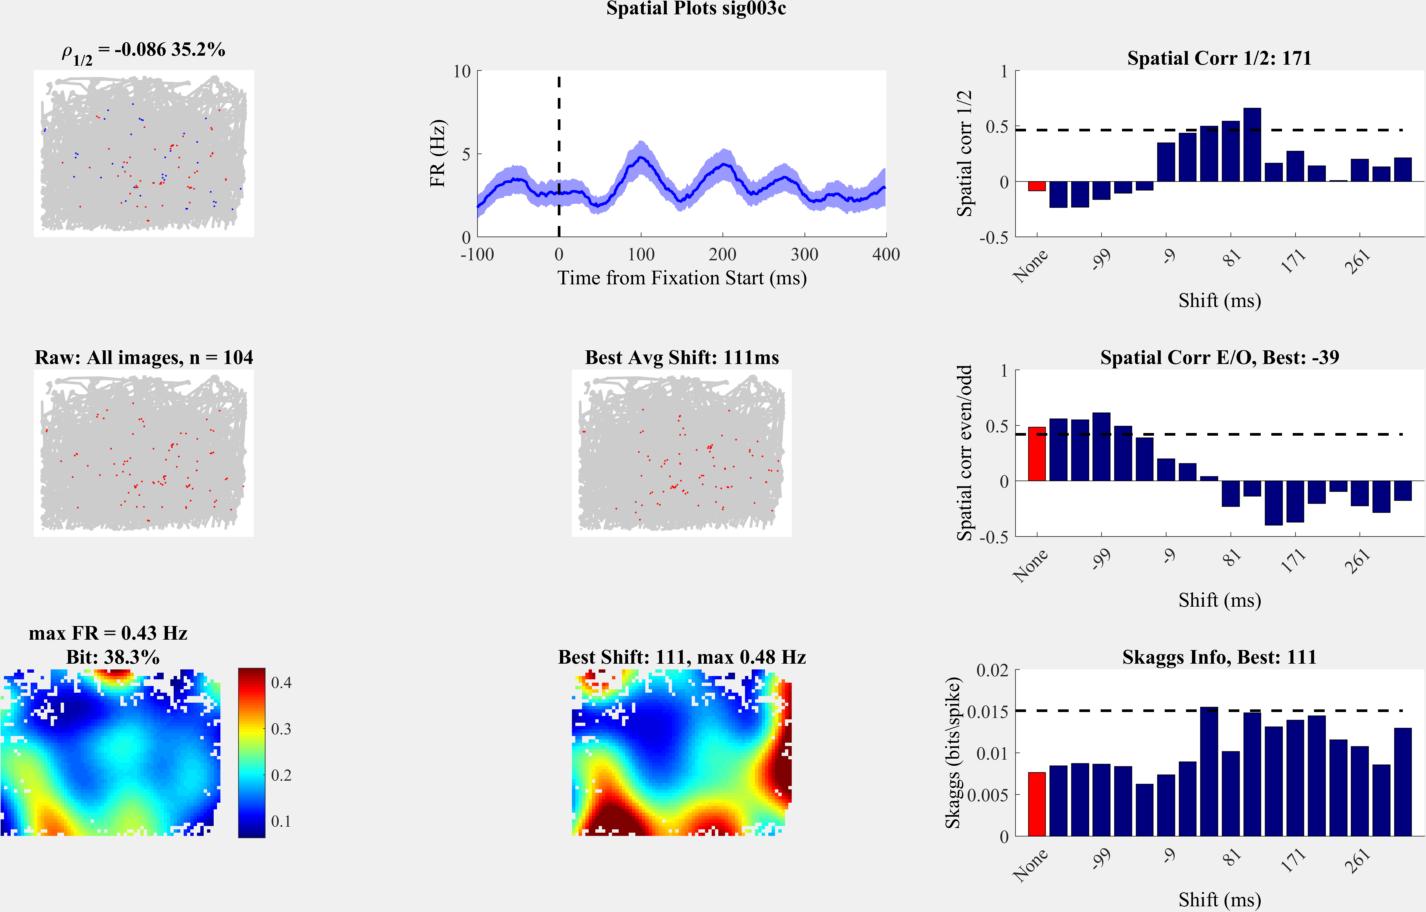 Spatial Plots sig003c
ρ1/2 = -0.086 35.2%
10
5
0
FR (Hz)
-100 0 100 200 300 400
Time from Fixation Start (ms)
Spatial Corr 1/2: 171
1
0.5
0
-0.5
Spatial corr 1/2
None -99 -9 81 171 261
Shift (ms)
Raw: All images, n = 104
Best Avg Shift: 111ms
Spatial Corr E/O, Best: -39
1
0.5
0
-0.5
Spatial corr even/odd
None -99 -9 81 171 261
Shift (ms)
max FR = 0.43 Hz
Bit: 38.3%
0.4
0.3
0.2
0.1
Best Shift: 111, max 0.48 Hz
Skaggs Info, Best: 111
0.02
0.015
0.01
0.005
0
Skaggs (bits\spike)
None -99 -9 81 171 261
Shift (ms)